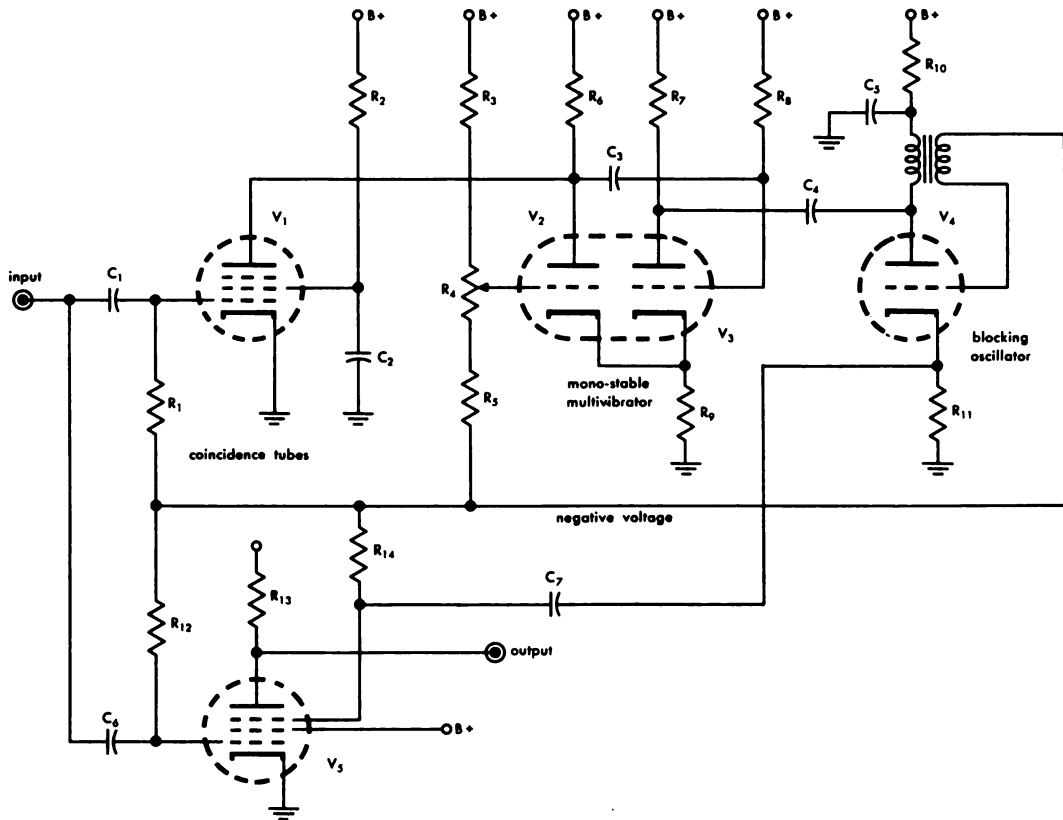 B+
B+
B+
B+
B+
B+
R2
R3
R6
R7
R8
R10
C5
C3
C4
V1
V2
V4
input
C1
R4
C2
V3
blocking
oscillator
mono-stable
multivibrator
R1
R5
R9
R11
coincidence tubes
negative voltage
R14
C7
R13
R12
output
C6
B+
V5